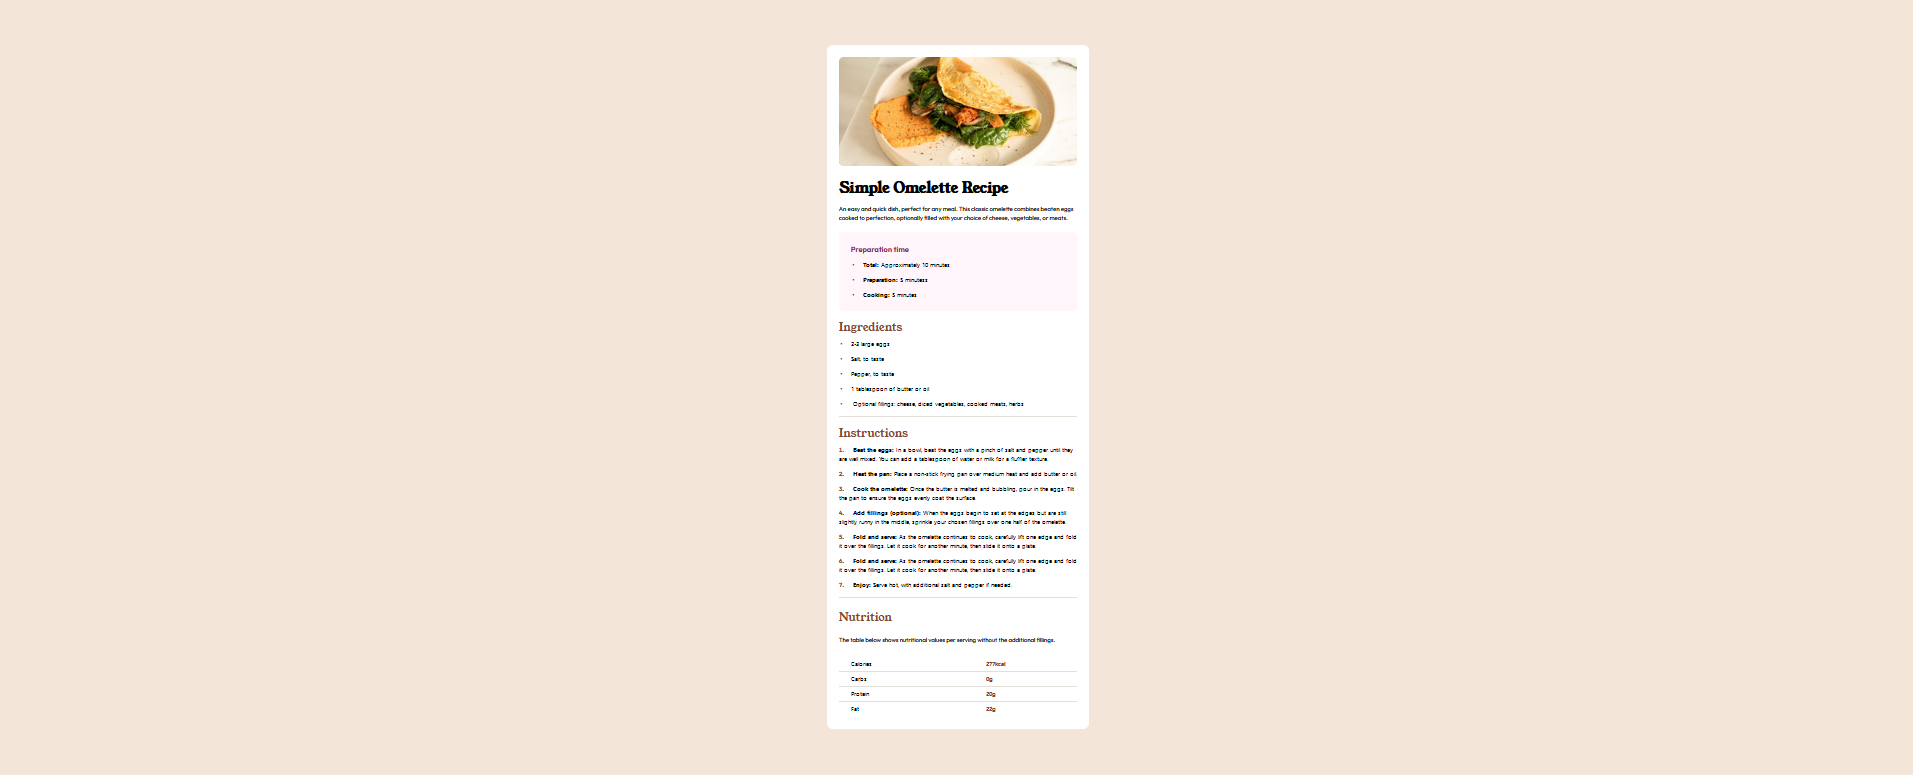 Simple Omelette Recipe
An easy and quick dish, perfect for any meal. This classic omelette combines beaten eggs
cooked to perfection, optionally filled with your choice of cheese, vegetables, or meats.
Preparation time
• Total: Approximately 10 minutes
• Preparation: 5 minutess
• Cooking: 5 minutes
Ingredients
• 2-3 large eggs
• Salt, to taste
• Pepper, to taste
• 1 tablespoon of butter or oil
• Optional fillings: cheese, diced vegetables, cooked meats, herbs
Instructions
1. Beat the eggs: In a bowl, beat the eggs with a pinch of salt and pepper until they
are well mixed. You can add a tablespoon of water or milk for a fluffier texture.
2. Heat the pan: Place a non-stick frying pan over medium heat and add butter or oil.
3. Cook the omelette: Once the butter is melted and bubbling, pour in the eggs. Tilt
the pan to ensure the eggs evenly coat the surface.
4. Add fillings (optional): When the eggs begin to set at the edges but are still
slightly runny in the middle, sprinkle your chosen fillings over one half of the omelette.
5. Fold and serve: As the omelette continues to cook, carefully lift one edge and fold
it over the fillings. Let it cook for another minute, then slide it onto a plate.
6. Fold and serve: As the omelette continues to cook, carefully lift one edge and fold
it over the fillings. Let it cook for another minute, then slide it onto a plate.
7. Enjoy: Serve hot, with additional salt and pepper if needed.
Nutrition
The table below shows nutritional values per serving without the additional fillings.
Calories 277kcal
Carbs 0g
Protein 20g
Fat 22g